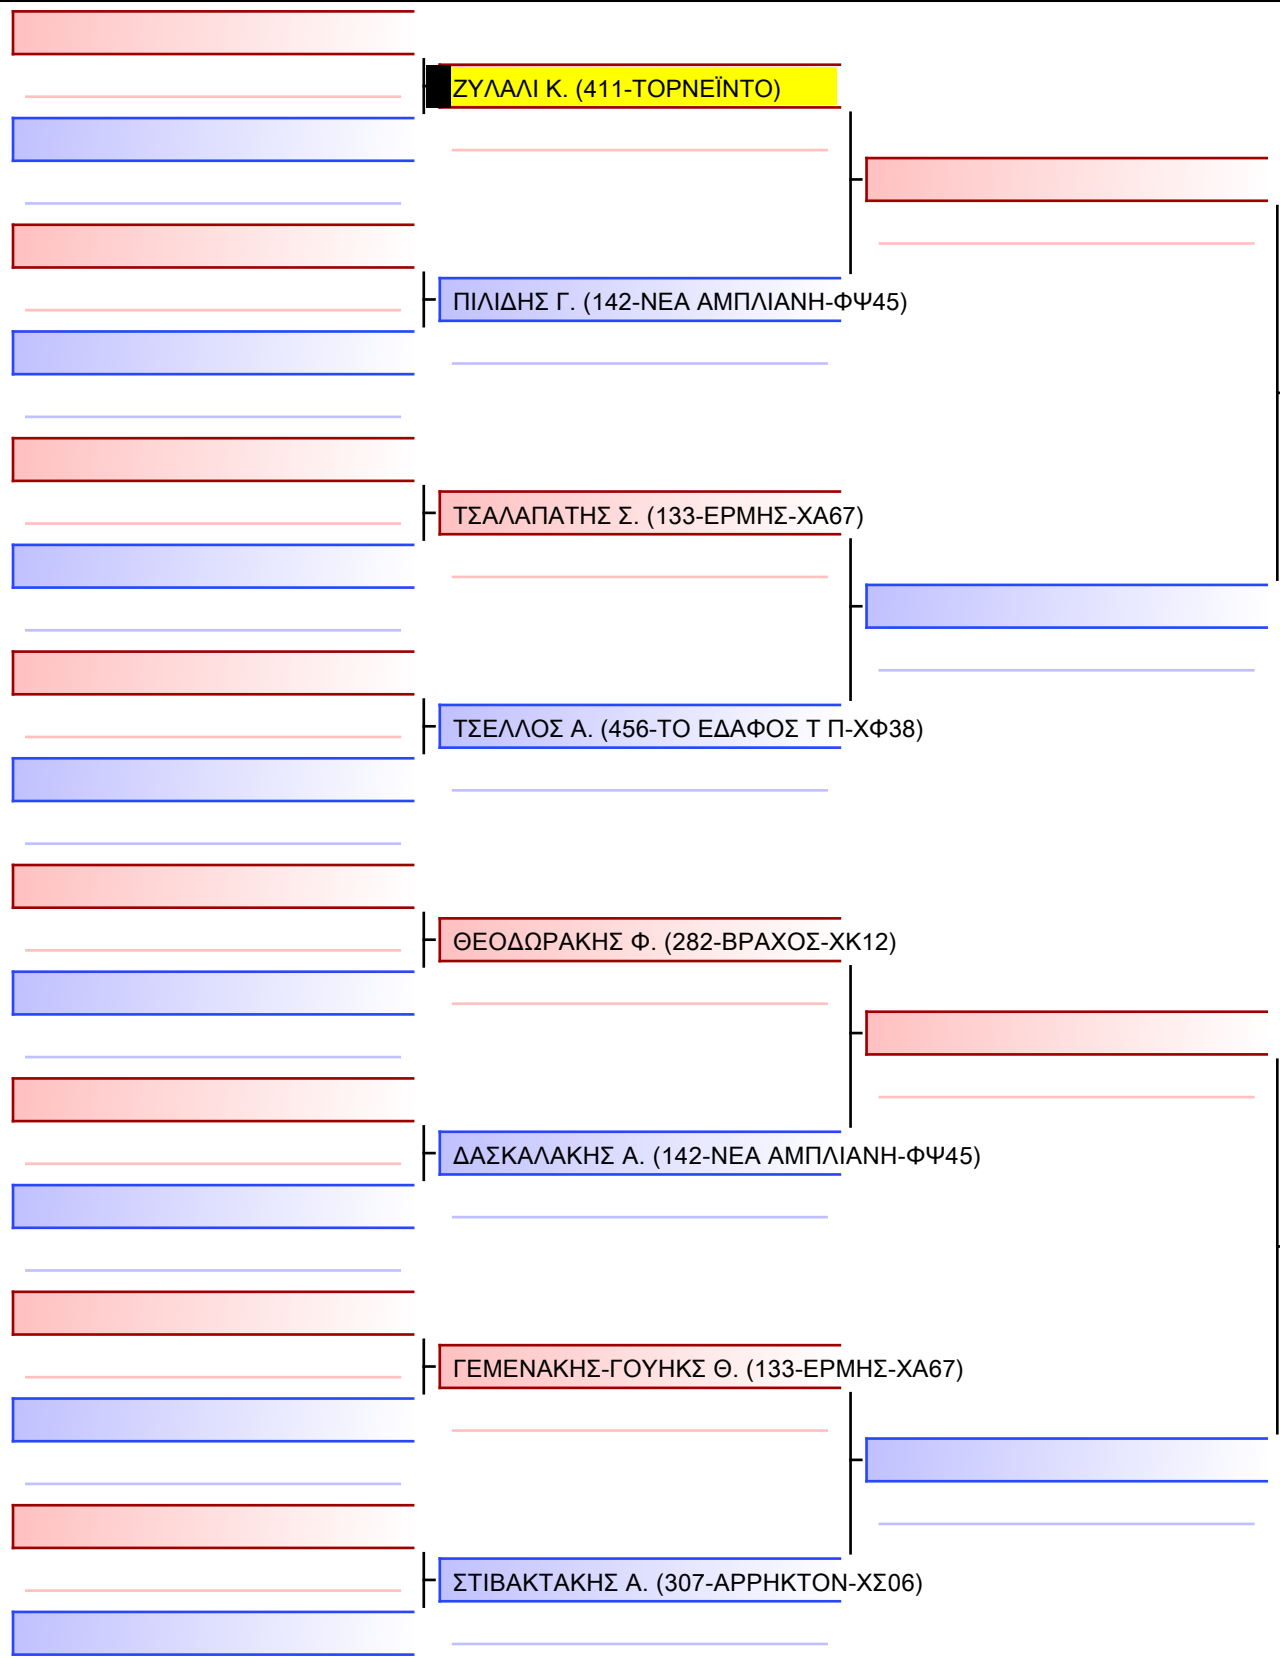 ΖΥΛΑΛΙ Κ. (411-ΤΟΡΝΕΪΝΤΟ)
ΠΙΛΙΔΗΣ Γ. (142-ΝΕΑ ΑΜΠΛΙΑΝΗ-ΦΨ45)
ΤΣΑΛΑΠΑΤΗΣ Σ. (133-ΕΡΜΗΣ-ΧΑ67)
ΤΣΕΛΛΟΣ Α. (456-ΤΟ ΕΔΑΦΟΣ Τ Π-ΧΦ38)
ΘΕΟΔΩΡΑΚΗΣ Φ. (282-ΒΡΑΧΟΣ-ΧΚ12)
ΔΑΣΚΑΛΑΚΗΣ Α. (142-ΝΕΑ ΑΜΠΛΙΑΝΗ-ΦΨ45)
ΓΕΜΕΝΑΚΗΣ-ΓΟΥΗΚΣ Θ. (133-ΕΡΜΗΣ-ΧΑ67)
ΣΤΙΒΑΚΤΑΚΗΣ Α. (307-ΑΡΡΗΚΤΟΝ-ΧΣ06)